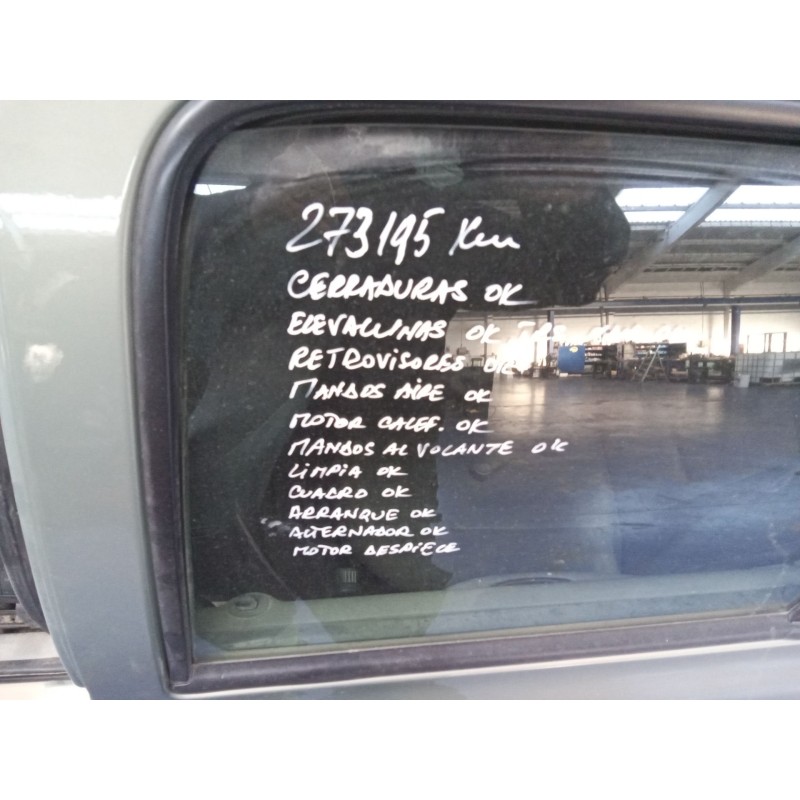 273195 Km
CERRADURAS OK
ELEVALUNAS OK
RETROVISORES OK
MANDOS AIRE OK
MOTOR CALEF. OK
MANDOS AL VOLANTE OK
LIMPIA OK
CUADRO OK
ARRANQUE OK
ALTERNADOR OK
MOTOR DESPIECE